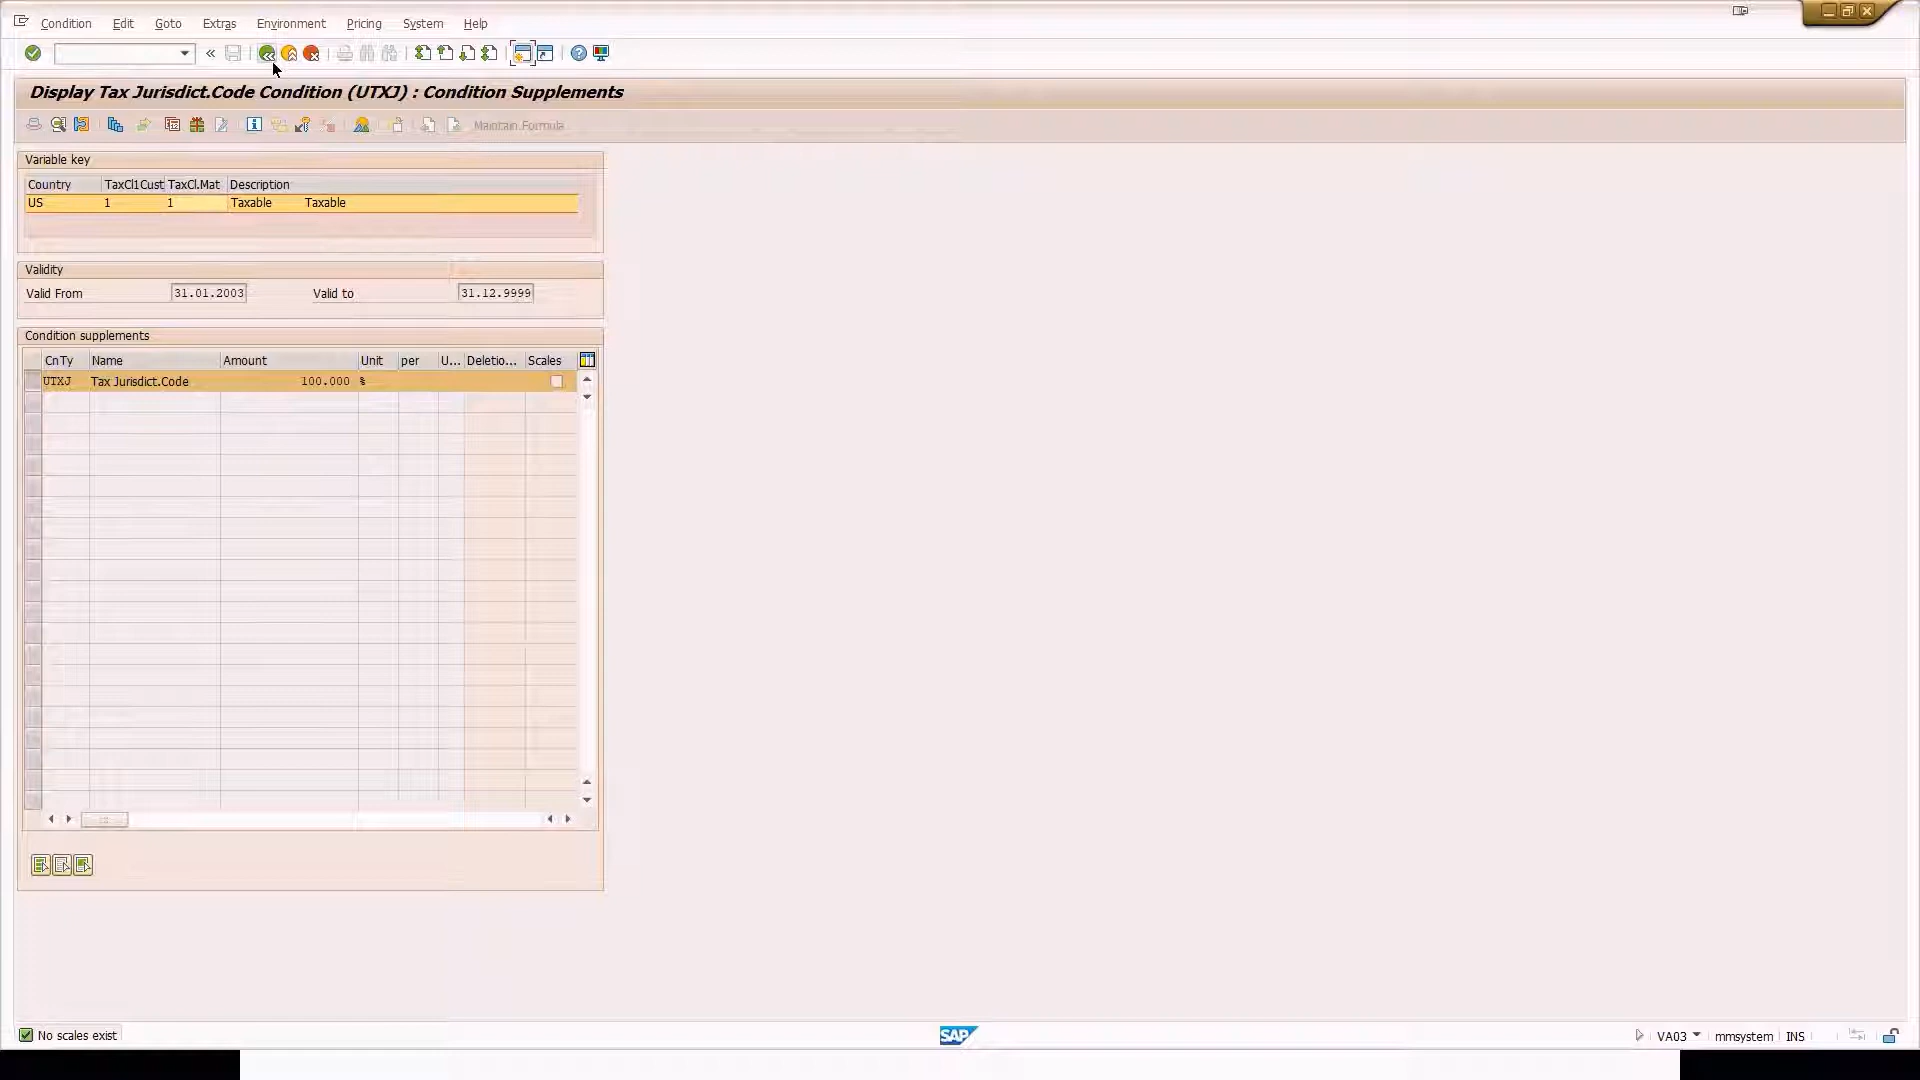 Condition Edit Goto Extras Environment Pricing System Help
Display Tax Jurisdict.Code Condition (UTXJ) : Condition Supplements
Maintain Formula
Variable key
Country TaxCl1Cust TaxCl.Mat Description
US 1 1 Taxable Taxable
Validity
Valid From 31.01.2003 Valid to 31.12.9999
Condition supplements
CnTy Name Amount Unit per U... Deletio... Scales
UTXJ Tax Jurisdict.Code 100.000 %
No scales exist
SAP
VA03 mmsystem INS